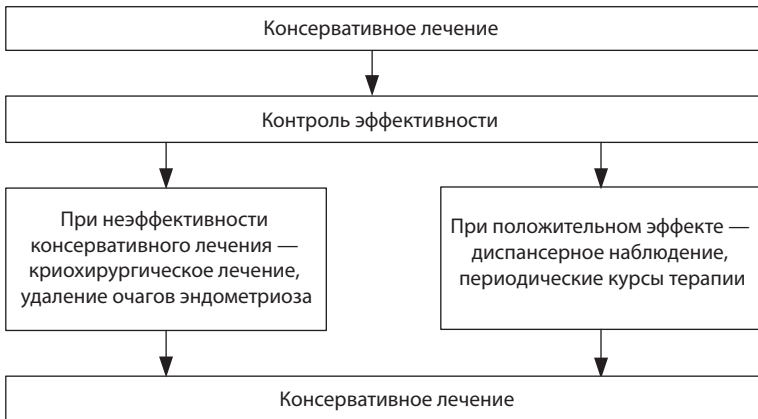 Консервативное лечение
Контроль эффективности
При неэффективности
консервативного лечения —
криохирургическое лечение,
удаление очагов эндометриоза
При положительном эффекте —
диспансерное наблюдение,
периодические курсы терапии
Консервативное лечение